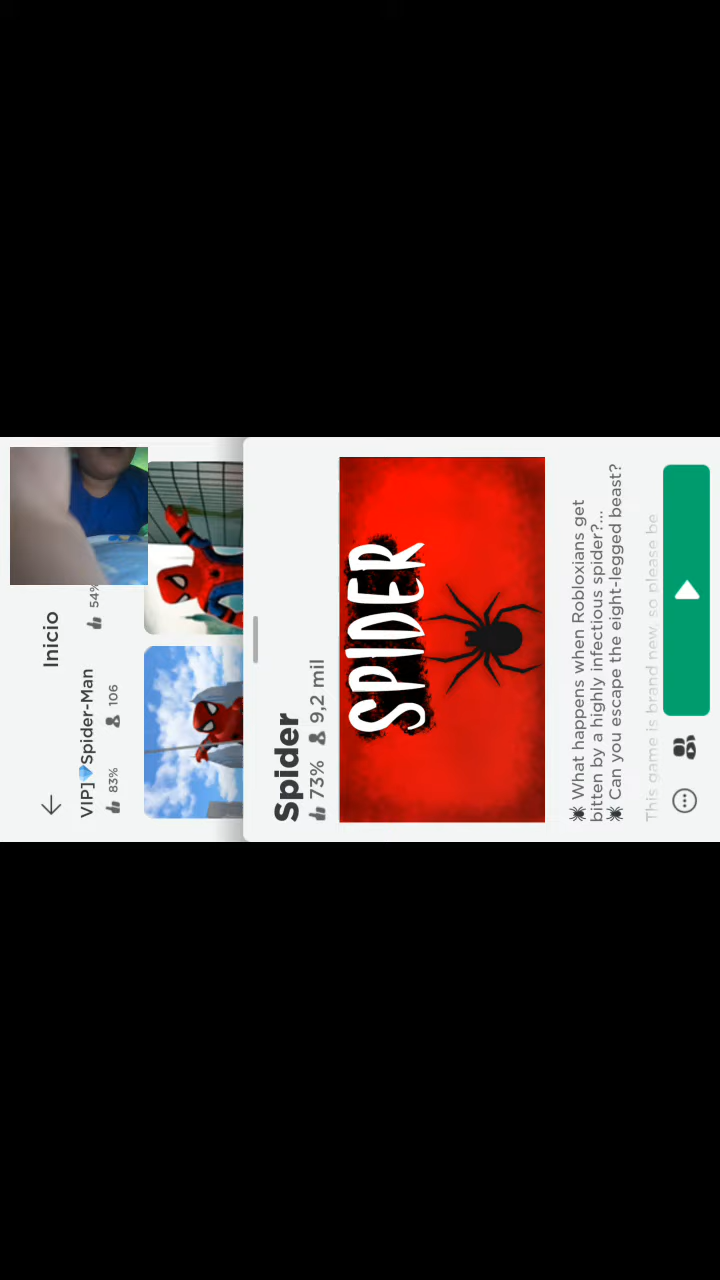 Inicio
VIP]💎Spider-Man
83% 106
54%
Spider
73% 9,2 mil
SPIDER
🕷 What happens when Robloxians get
bitten by a highly infectious spider?...
🕷 Can you escape the eight-legged beast?
This game is brand new, so please be